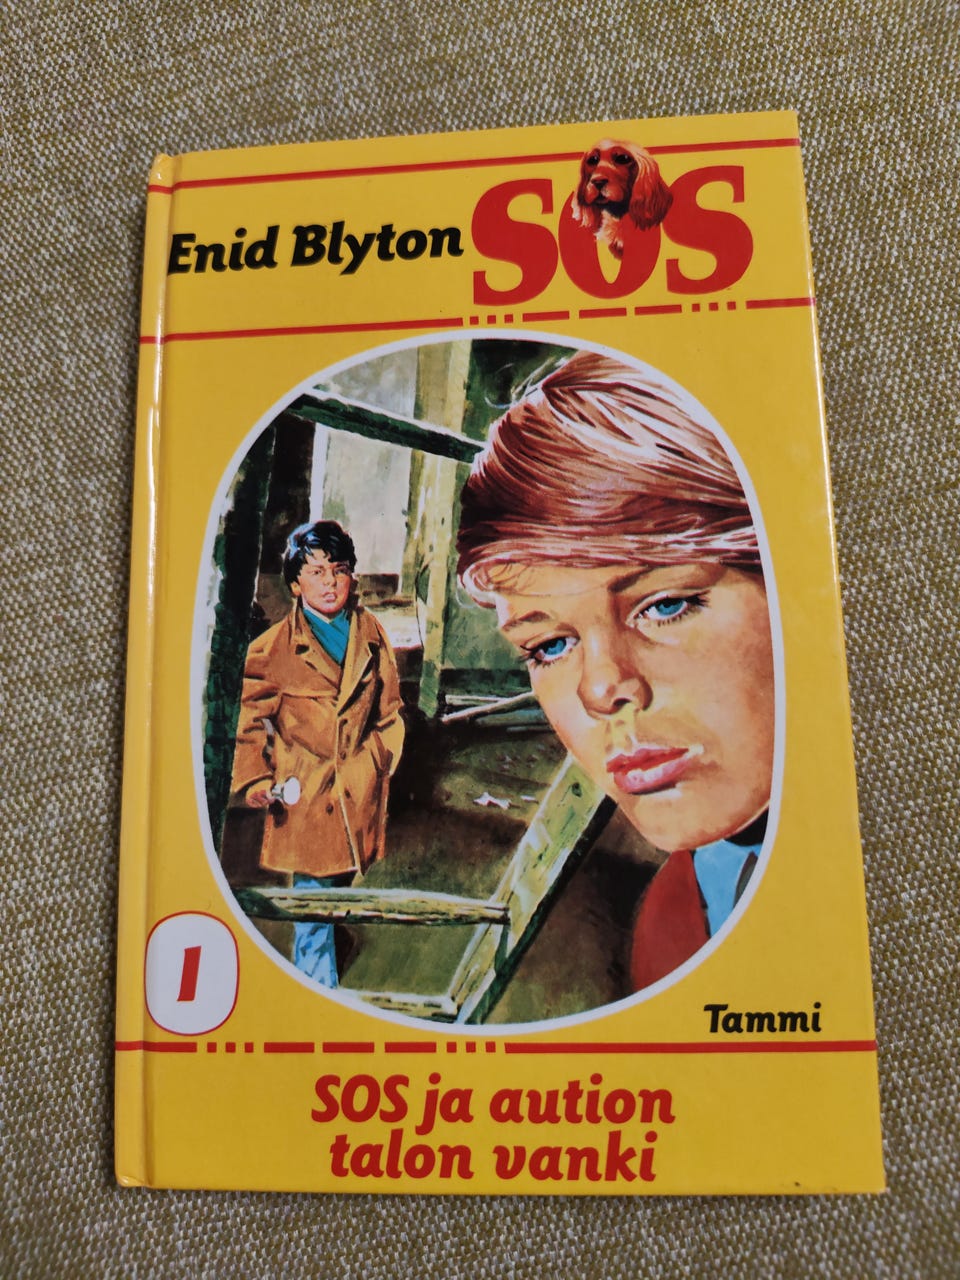 Enid Blyton SOS
1
Tammi
SOS ja aution
talon vanki